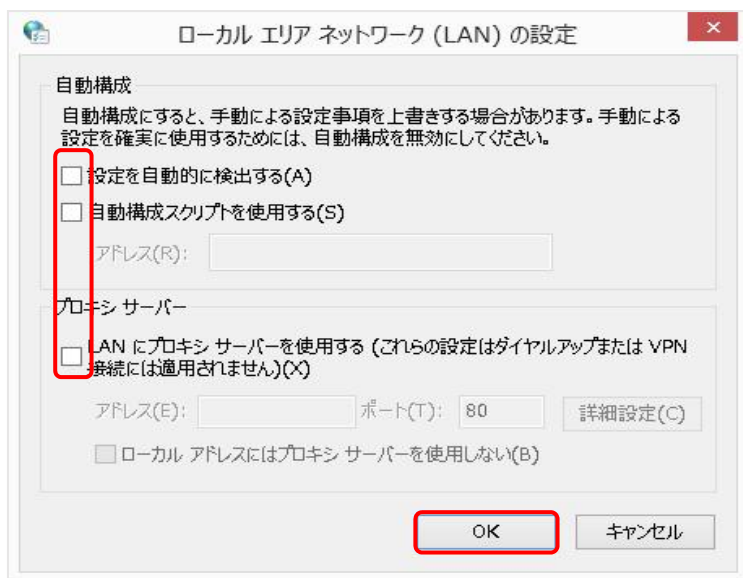 ローカル エリア ネットワーク (LAN) の設定
自動構成
自動構成にすると、手動による設定事項を上書きする場合があります。手動による
設定を確実に使用するためには、自動構成を無効にしてください。
設定を自動的に検出する(A)
自動構成スクリプトを使用する(S)
アドレス(R):
プロキシ サーバー
LAN にプロキシ サーバーを使用する (これらの設定はダイヤルアップまたは VPN
接続には適用されません)(X)
アドレス(E): ポート(T): 80 詳細設定(C)
ローカル アドレスにはプロキシ サーバーを使用しない(B)
OK キャンセル